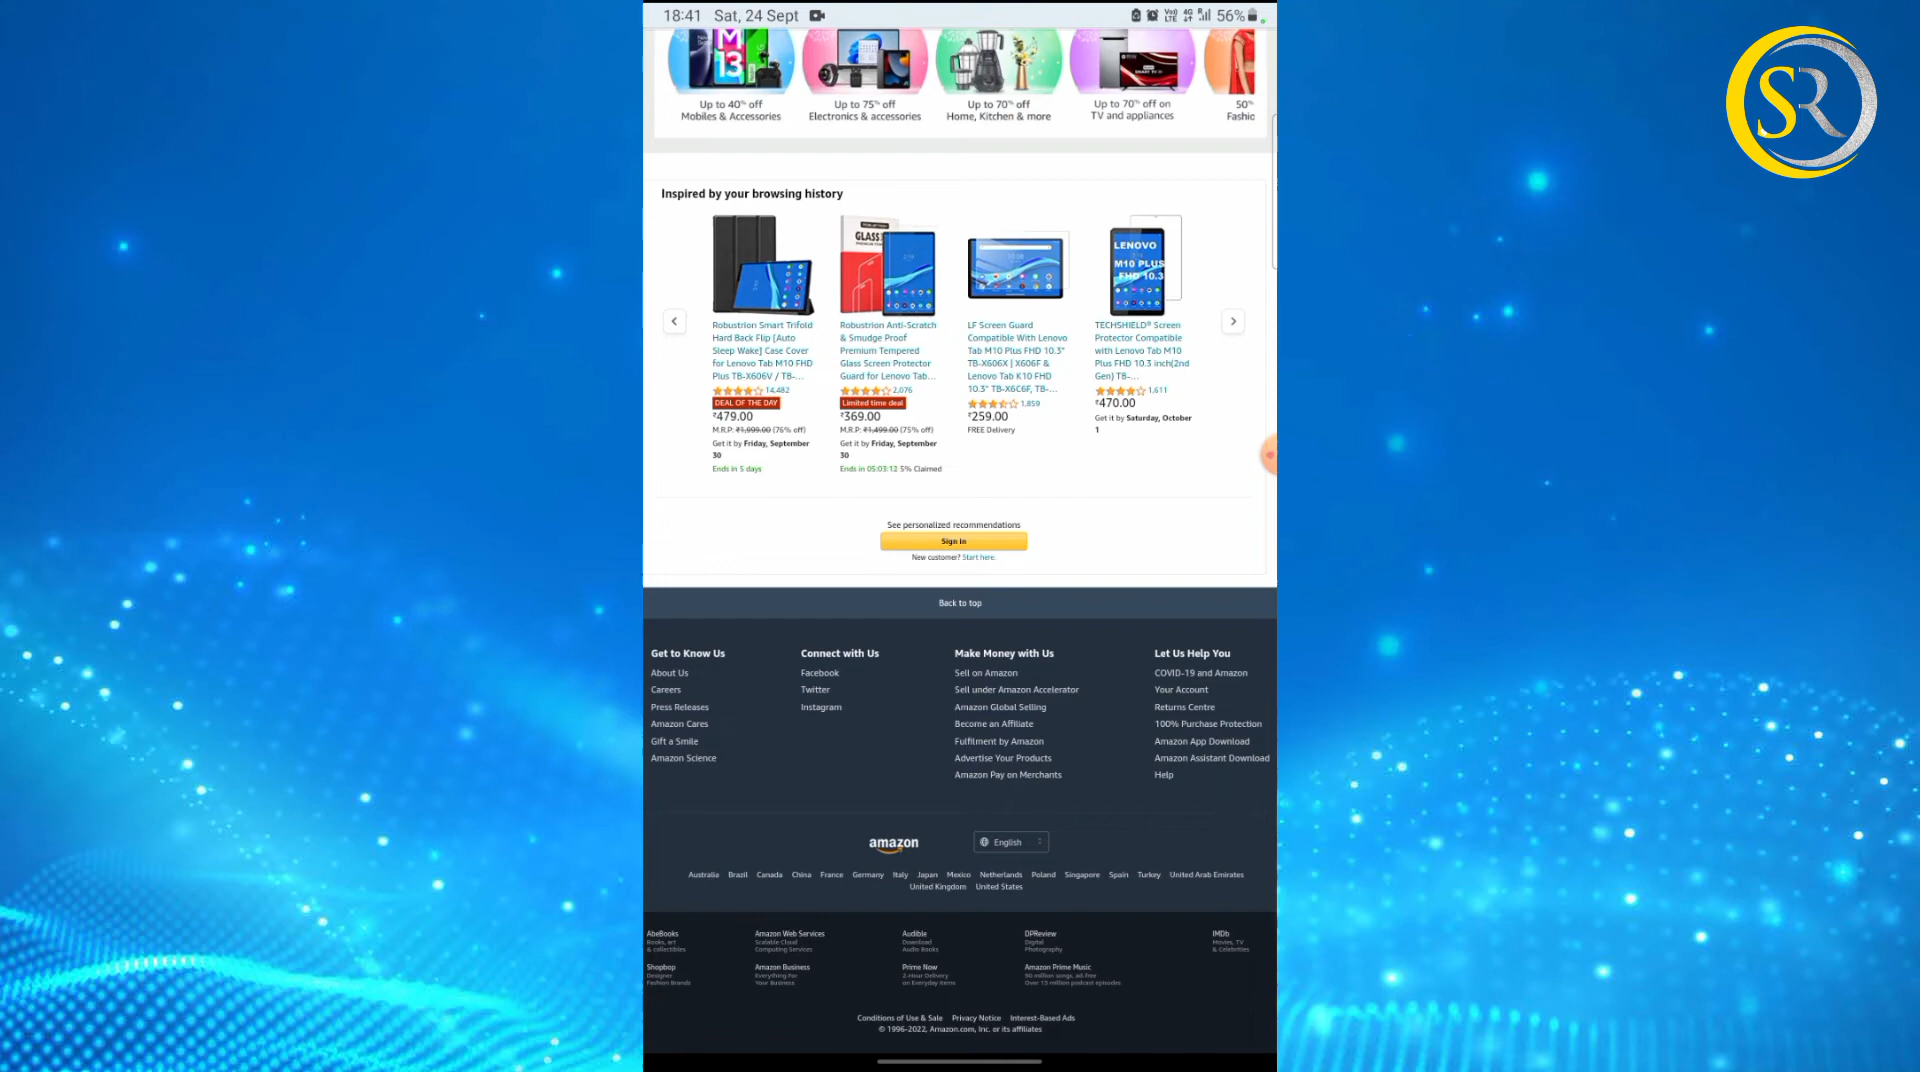 18:41 Sat, 24 Sept
Vo)) LTE 4G R 56%
SR
M
13
Up to 40% off
Mobiles & Accessories
Up to 75% off
Electronics & accessories
Up to 70% off
Home, Kitchen & more
Up to 70% off on
TV and appliances
50%
Fashio
Inspired by your browsing history
GLASS
LENOVO
M10 PLUS
FHD 10.3
Robustrion Smart Trifold
Hard Back Flip [Auto
Sleep Wake] Case Cover
for Lenovo Tab M10 FHD
Plus TB-X606V / TB-...
14,482
DEAL OF THE DAY
₹479.00
M.R.P: ₹1,999.00 (76% off)
Get it by Friday, September
30
Ends in 5 days
Robustrion Anti-Scratch
& Smudge Proof
Premium Tempered
Glass Screen Protector
Guard for Lenovo Tab...
2,076
Limited time deal
₹369.00
M.R.P: ₹1,499.00 (75% off)
Get it by Friday, September
30
Ends in 05:03:12 5% Claimed
LF Screen Guard
Compatible With Lenovo
Tab M10 Plus FHD 10.3"
TB-X606X | X606F &
Lenovo Tab K10 FHD
10.3" TB-X6C6F, TB-...
1,859
₹259.00
FREE Delivery
TECHSHIELD® Screen
Protector Compatible
with Lenovo Tab M10
Plus FHD 10.3 inch(2nd
Gen) TB-...
1,611
₹470.00
Get it by Saturday, October
1
See personalized recommendations
Sign in
New customer? Start here.
Back to top
Get to Know Us
About Us
Careers
Press Releases
Amazon Cares
Gift a Smile
Amazon Science
Connect with Us
Facebook
Twitter
Instagram
Make Money with Us
Sell on Amazon
Sell under Amazon Accelerator
Amazon Global Selling
Become an Affiliate
Fulfilment by Amazon
Advertise Your Products
Amazon Pay on Merchants
Let Us Help You
COVID-19 and Amazon
Your Account
Returns Centre
100% Purchase Protection
Amazon App Download
Amazon Assistant Download
Help
amazon
English
Australia Brazil Canada China France Germany Italy Japan Mexico Netherlands Poland Singapore Spain Turkey United Arab Emirates
United Kingdom United States
AbeBooks
Books, art
& collectibles
Amazon Web Services
Scalable Cloud
Computing Services
Audible
Download
Audio Books
DPReview
Digital
Photography
IMDb
Movies, TV
& Celebrities
Shopbop
Designer
Fashion Brands
Amazon Business
Everything For
Your Business
Prime Now
2-Hour Delivery
on Everyday Items
Amazon Prime Music
90 million songs, ad-free
Over 15 million podcast episodes
Conditions of Use & Sale Privacy Notice Interest-Based Ads
© 1996-2022, Amazon.com, Inc. or its affiliates